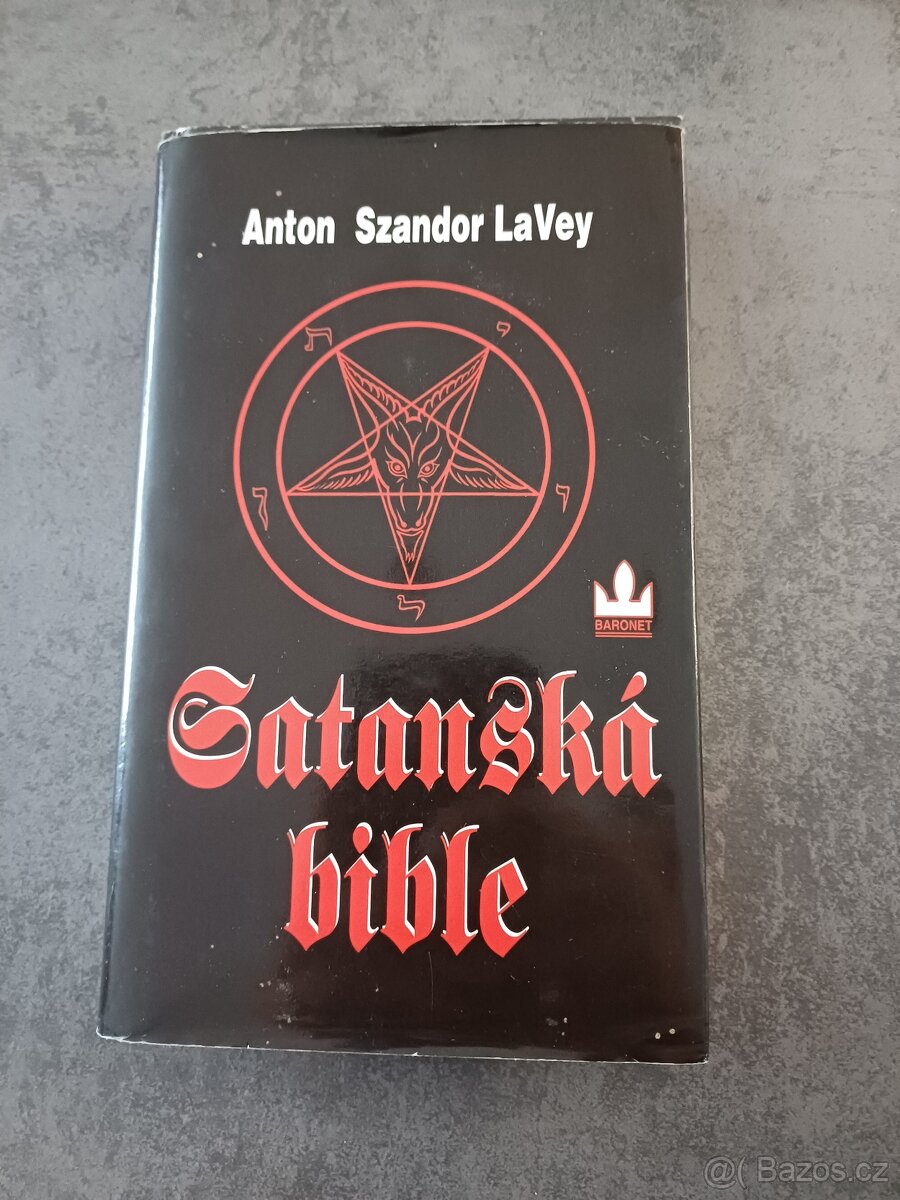 Anton Szandor LaVey
ת
י
ו
ן
ל
BARONET
Satanská
bible
@( Bazos.cz